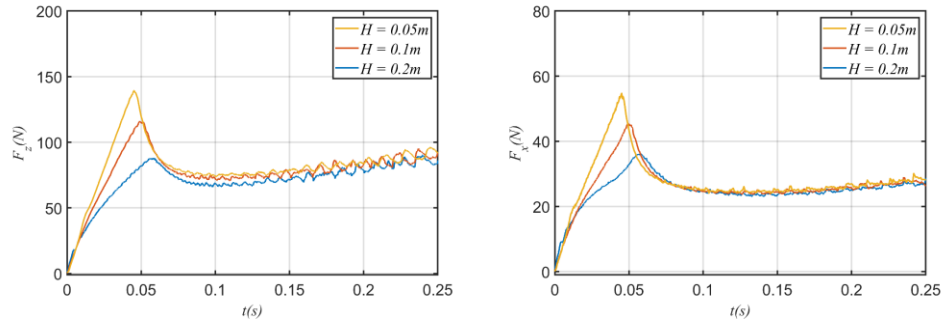 200
150
100
50
0
F_z(N)
0 0.05 0.1 0.15 0.2 0.25
t(s)
H = 0.05m
H = 0.1m
H = 0.2m
80
60
40
20
0
F_x(N)
0 0.05 0.1 0.15 0.2 0.25
t(s)
H = 0.05m
H = 0.1m
H = 0.2m